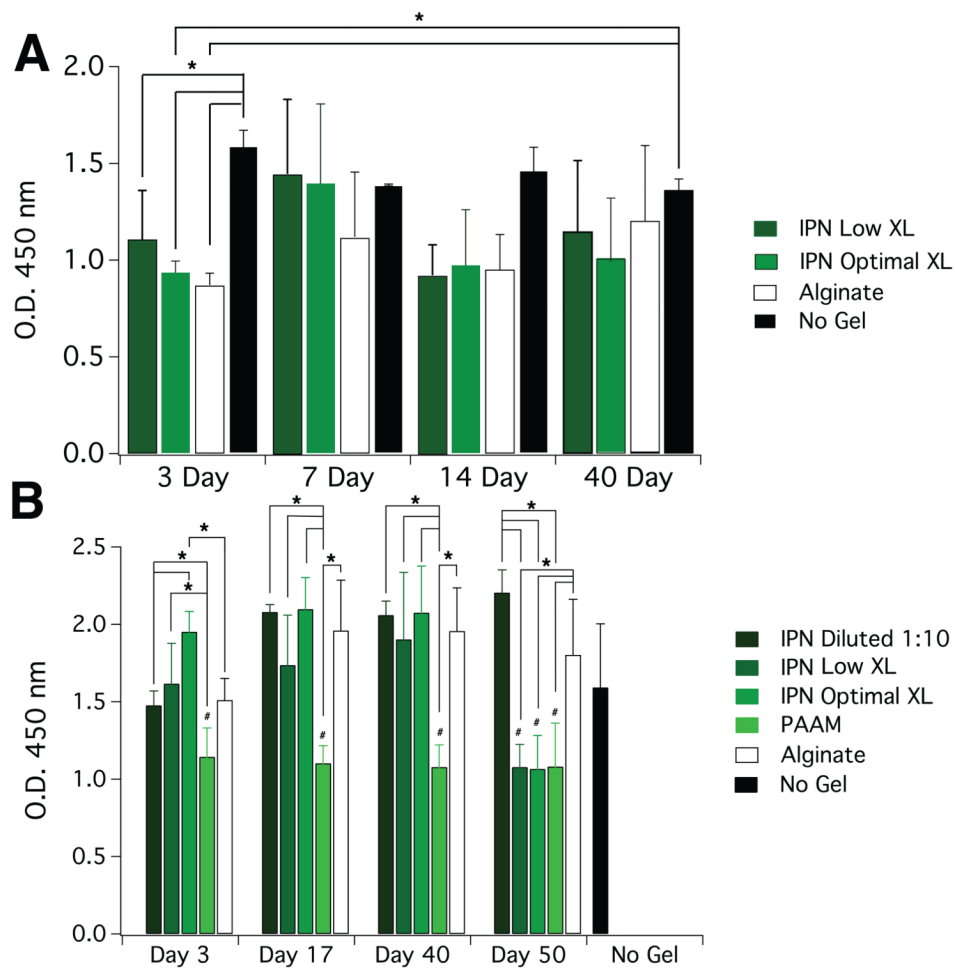 A
*
2.0
*
1.5
1.0
0.5
0.0
O.D. 450 nm
3 Day 7 Day 14 Day 40 Day
IPN Low XL
IPN Optimal XL
Alginate
No Gel
B
2.5
2.0
1.5
1.0
0.5
0.0
O.D. 450 nm
* * *
* * * *
* *
# # # # # #
Day 3 Day 17 Day 40 Day 50 No Gel
IPN Diluted 1:10
IPN Low XL
IPN Optimal XL
PAAM
Alginate
No Gel